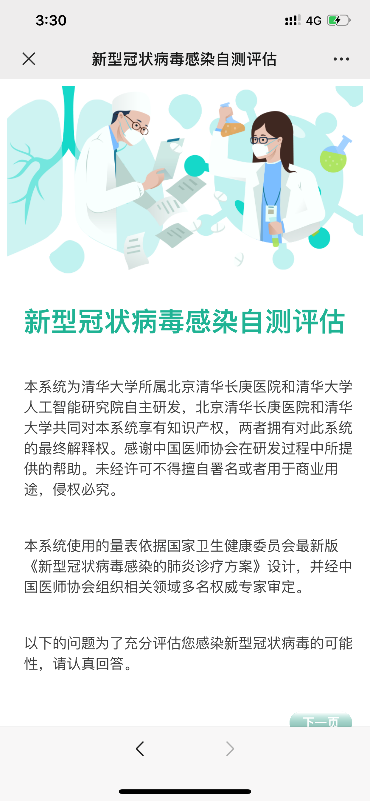 3:30
4G
新型冠状病毒感染自测评估
新型冠状病毒感染自测评估
本系统为清华大学所属北京清华长庚医院和清华大学
人工智能研究院自主研发，北京清华长庚医院和清华
大学共同对本系统享有知识产权，两者拥有对此系统
的最终解释权。感谢中国医师协会在研发过程中所提
供的帮助。未经许可不得擅自署名或者用于商业用
途，侵权必究。
本系统使用的量表依据国家卫生健康委员会最新版
《新型冠状病毒感染的肺炎诊疗方案》设计，并经中
国医师协会组织相关领域多名权威专家审定。
以下的问题为了充分评估您感染新型冠状病毒的可能
性，请认真回答。
下一页